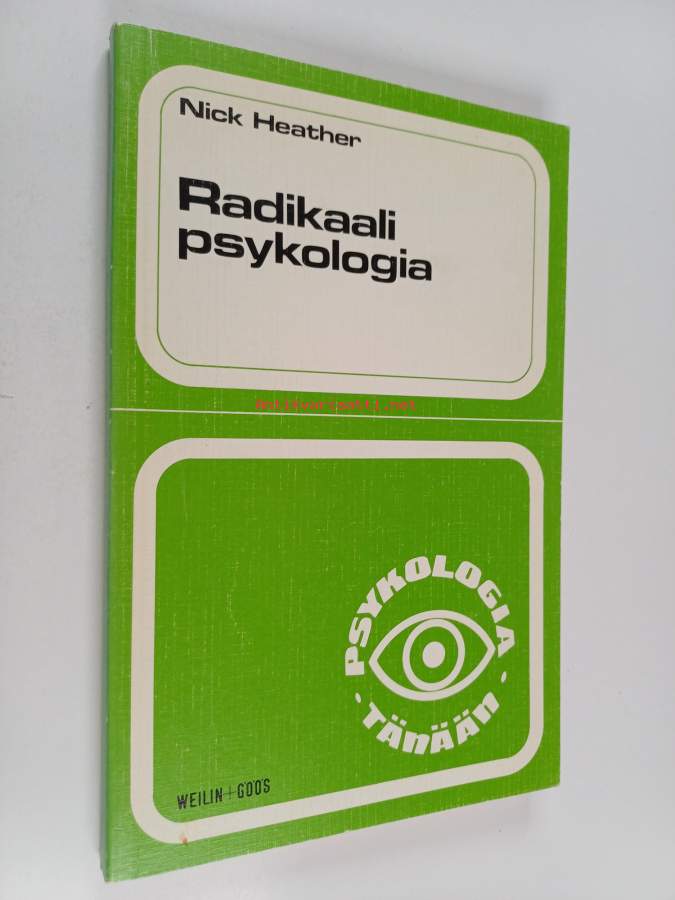 Nick Heather
Radikaali
psykologia
Antikvariaatti.net
PSYKOLOGIA
· TÄNÄÄN ·
WEILIN+GÖÖS